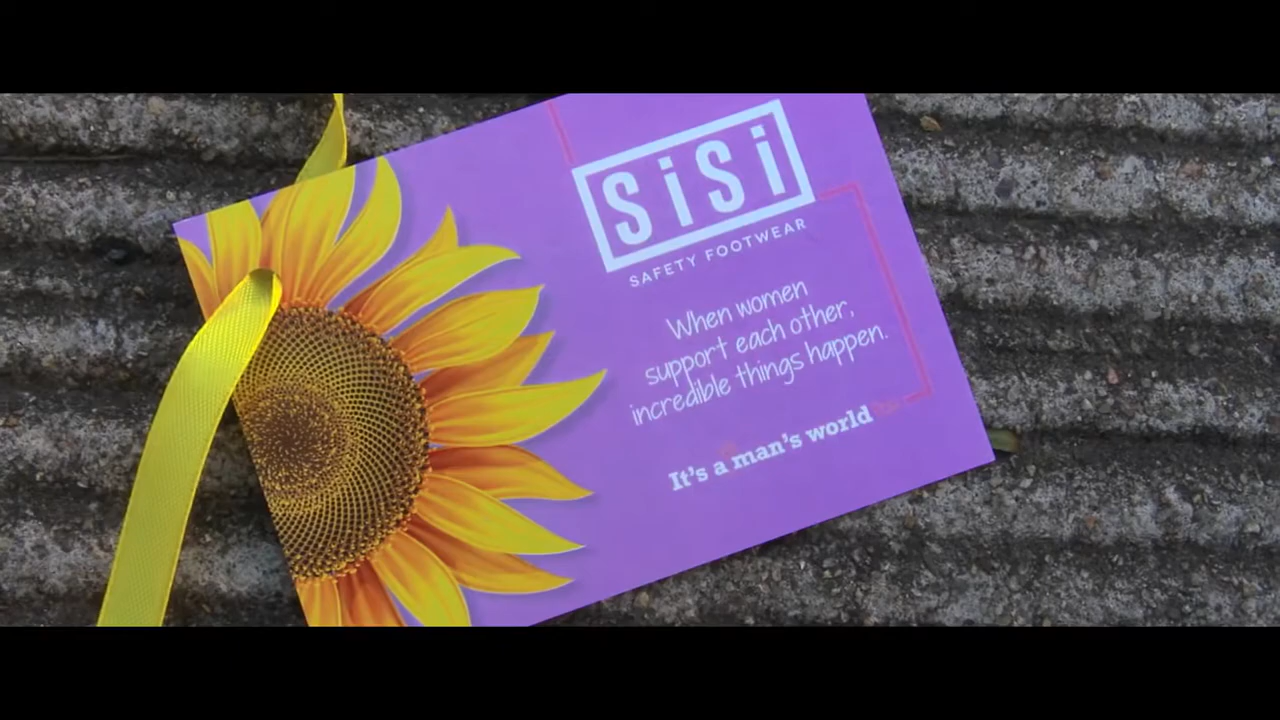 SiSi
SAFETY FOOTWEAR
When women
support each other,
incredible things happen.
It's a man's world